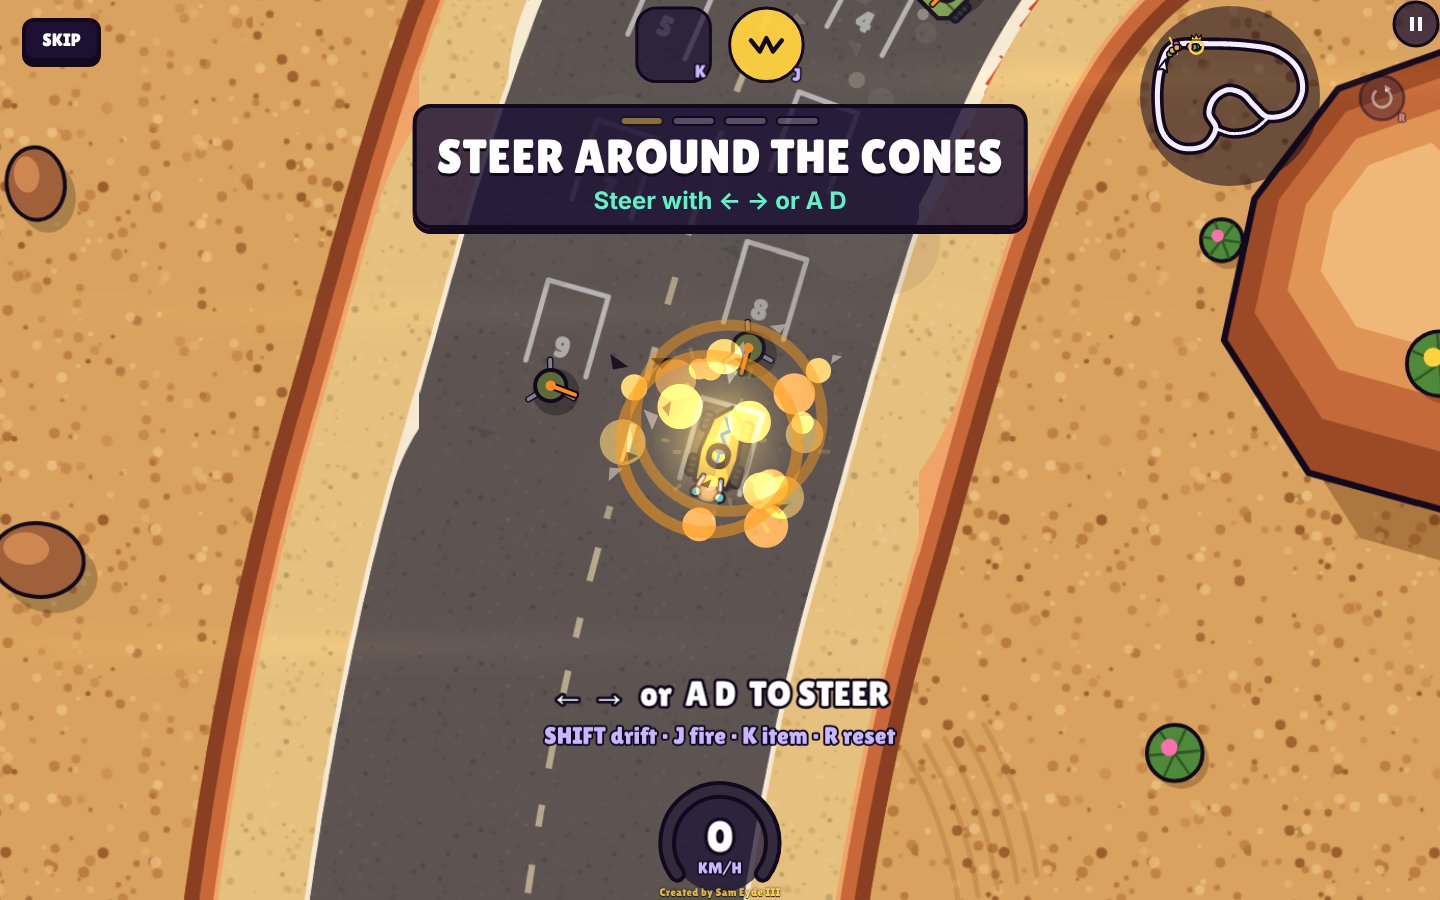 SKIP
5
4
K
J
R
STEER AROUND THE CONES
Steer with ← → or A D
8
9
← → or A D TO STEER
SHIFT drift · J fire · K item · R reset
0
KM/H
Created by Sam Eyde III